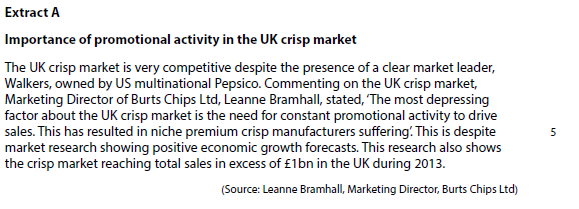 Extract A
Importance of promotional activity in the UK crisp market
The UK crisp market is very competitive despite the presence of a clear market leader,
Walkers, owned by US multinational Pepsico. Commenting on the UK crisp market,
Marketing Director of Burts Chips Ltd, Leanne Bramhall, stated, ‘The most depressing
factor about the UK crisp market is the need for constant promotional activity to drive
sales. This has resulted in niche premium crisp manufacturers suffering’. This is despite 5
market research showing positive economic growth forecasts. This research also shows
the crisp market reaching total sales in excess of £1bn in the UK during 2013.
(Source: Leanne Bramhall, Marketing Director, Burts Chips Ltd)